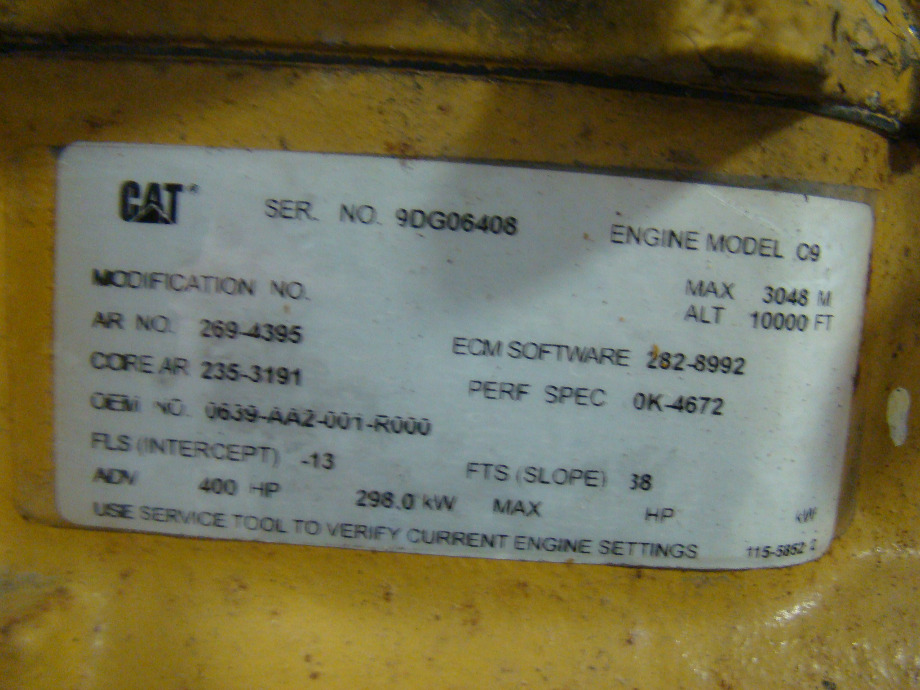 CAT® SER. NO. 9DG06408 ENGINE MODEL C9
MODIFICATION NO. MAX 3048 M
ALT 10000 FT
AR NO. 269-4395 ECM SOFTWARE 282-8992
CORE AR 235-3191 PERF SPEC 0K-4672
OEM NO. 0639-AA2-001-R000
FLS (INTERCEPT) -13 FTS (SLOPE) 38
ADV 400 HP 298.0 kW MAX HP kW
USE SERVICE TOOL TO VERIFY CURRENT ENGINE SETTINGS 115-5852 2